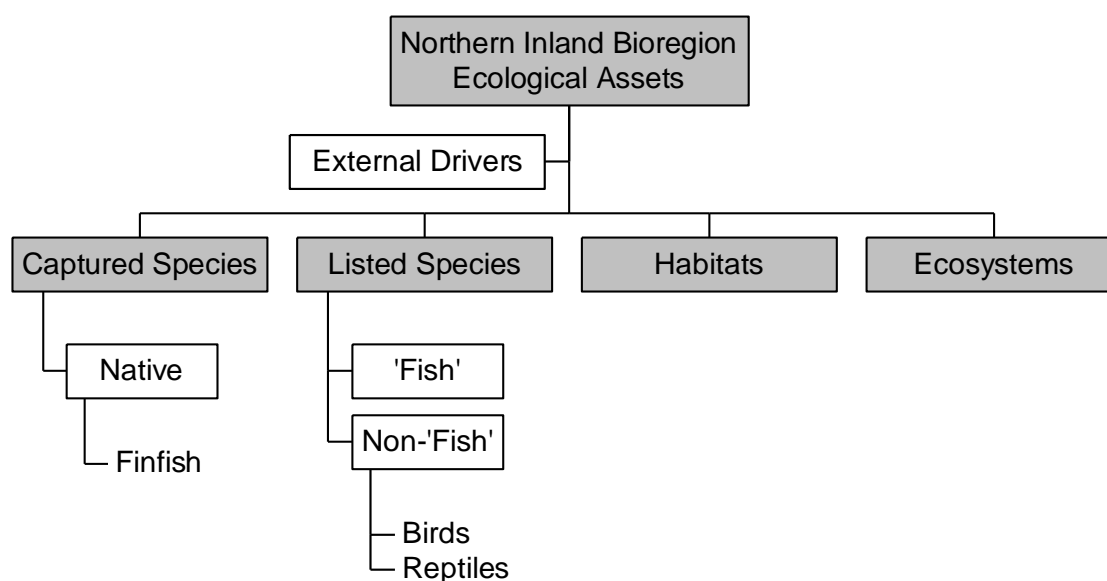 Northern Inland Bioregion
Ecological Assets
External Drivers
Captured Species
Listed Species
Habitats
Ecosystems
Native
'Fish'
Non-'Fish'
Finfish
Birds
Reptiles